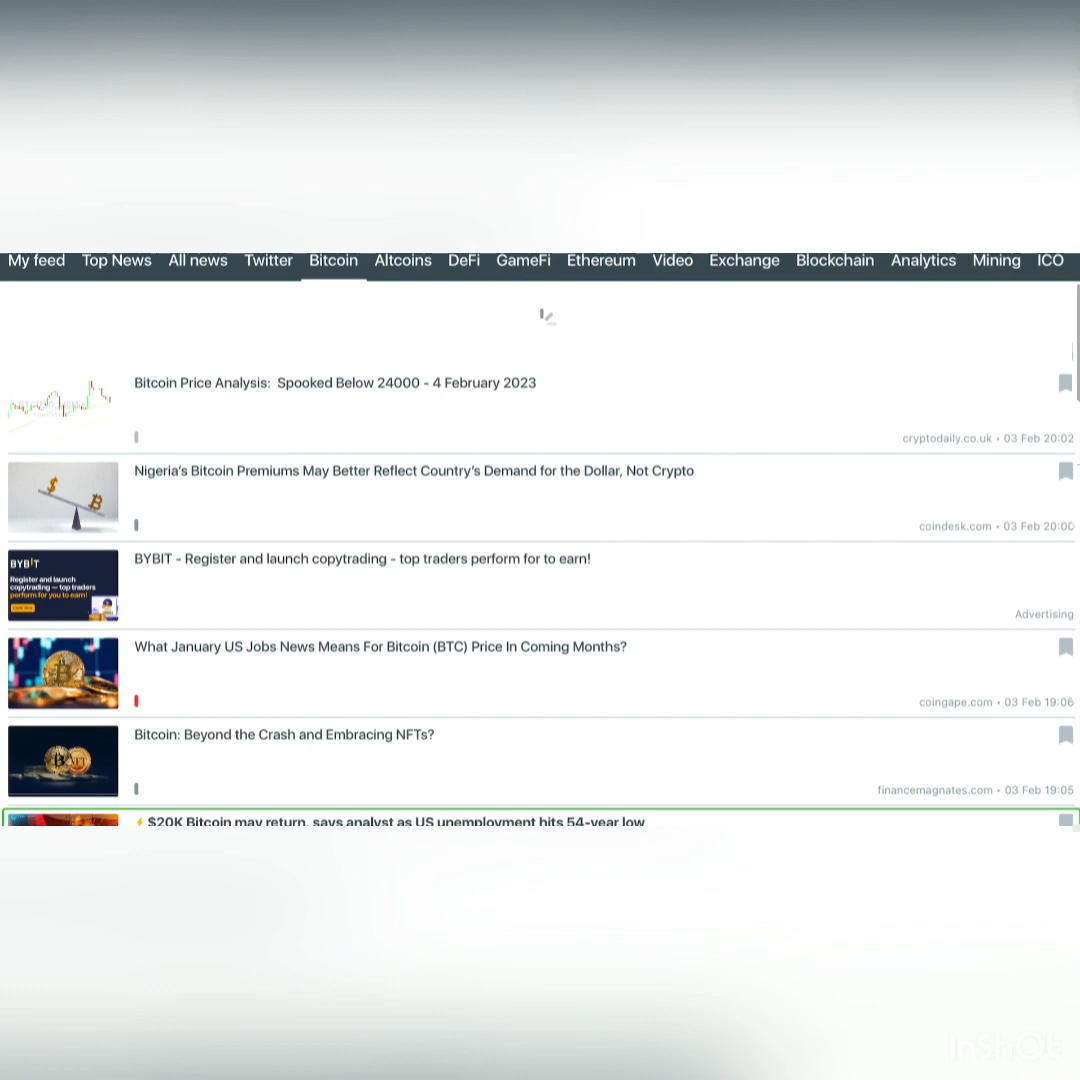 My feed Top News All news Twitter Bitcoin Altcoins DeFi GameFi Ethereum Video Exchange Blockchain Analytics Mining ICO
Bitcoin Price Analysis: Spooked Below 24000 - 4 February 2023
cryptodaily.co.uk • 03 Feb 20:02
Nigeria's Bitcoin Premiums May Better Reflect Country's Demand for the Dollar, Not Crypto
coindesk.com • 03 Feb 20:00
BYBIT
Register and launch
copytrading — top traders
perform for you to earn!
BYBIT - Register and launch copytrading - top traders perform for to earn!
Advertising
What January US Jobs News Means For Bitcoin (BTC) Price In Coming Months?
coingape.com • 03 Feb 19:06
Bitcoin: Beyond the Crash and Embracing NFTs?
financemagnates.com • 03 Feb 19:05
⚡ $20K Bitcoin may return, says analyst as US unemployment hits 54-year low
InShOt